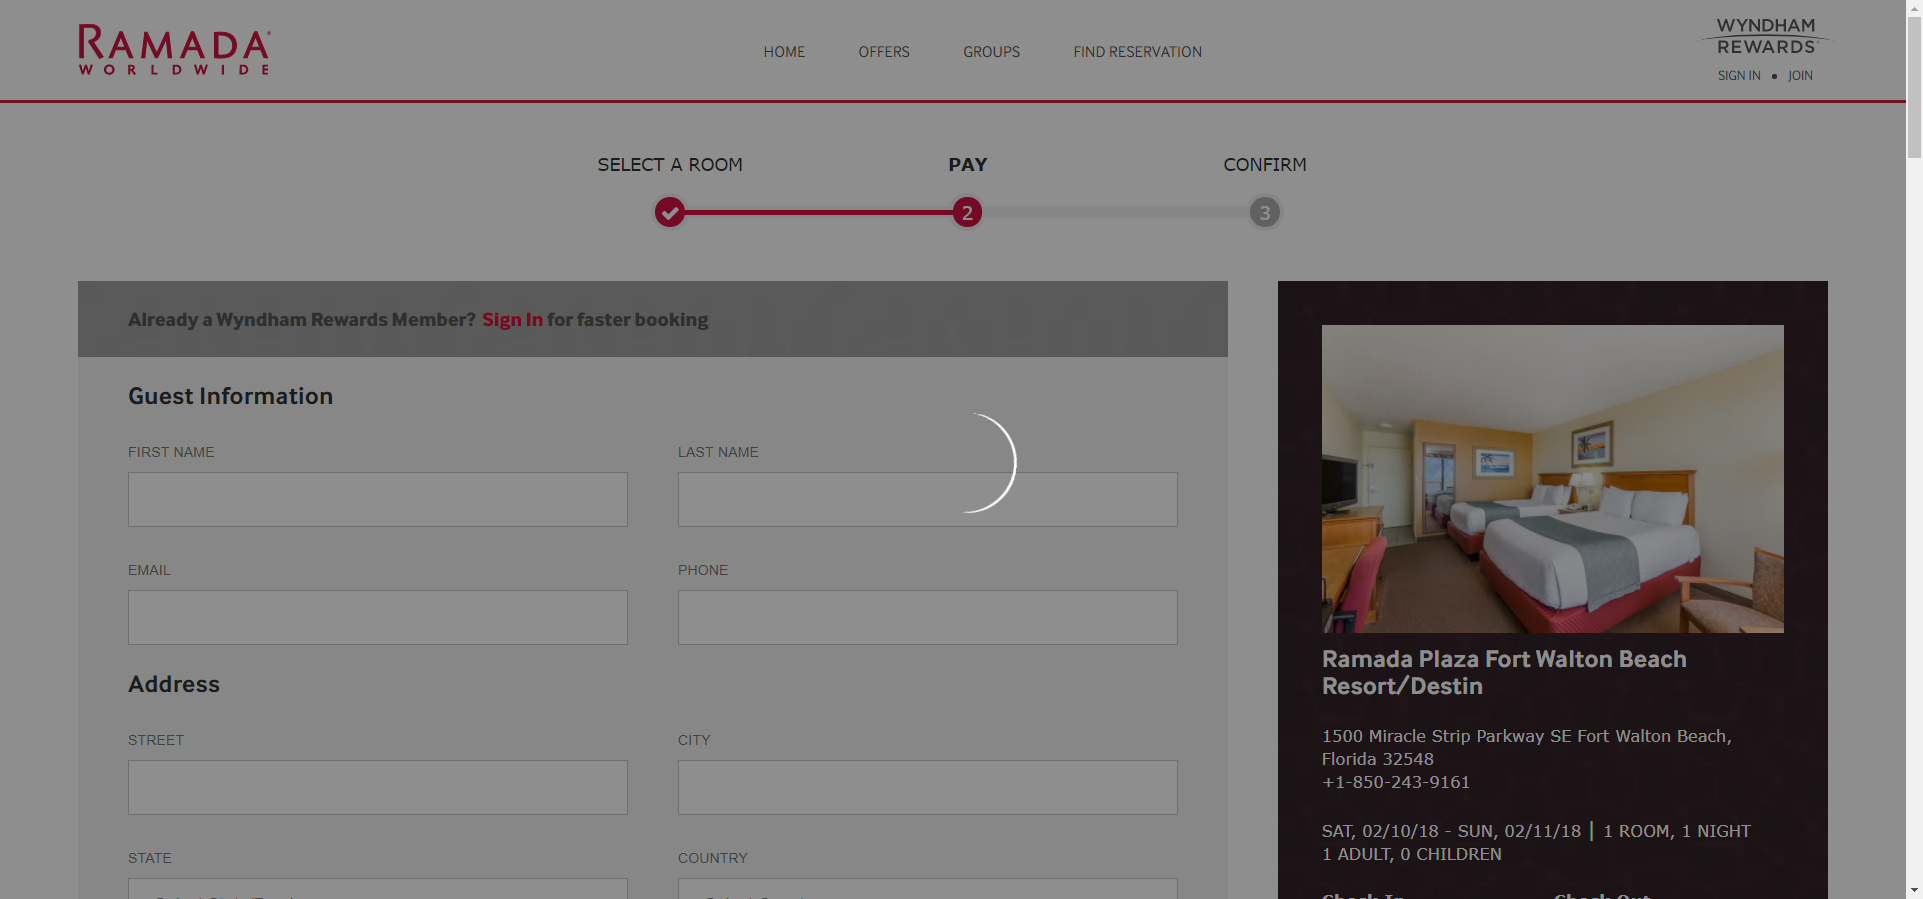 RAMADA
WORLDWIDE
HOME
OFFERS
GROUPS
FIND RESERVATION
WYNDHAM
REWARDS
SIGN IN • JOIN
SELECT A ROOM
PAY
CONFIRM
2
3
Already a Wyndham Rewards Member? Sign In for faster booking
Guest Information
FIRST NAME
LAST NAME
EMAIL
PHONE
Address
STREET
CITY
STATE
COUNTRY
Ramada Plaza Fort Walton Beach
Resort/Destin
1500 Miracle Strip Parkway SE Fort Walton Beach,
Florida 32548
+1-850-243-9161
SAT, 02/10/18 - SUN, 02/11/18 | 1 ROOM, 1 NIGHT
1 ADULT, 0 CHILDREN
Check In
Check Out